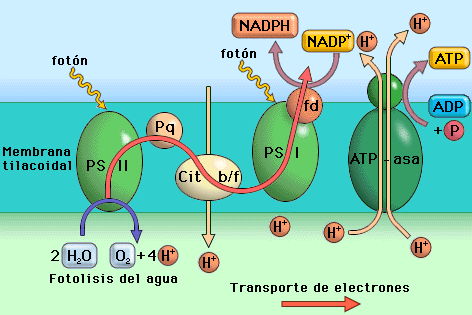 NADPH
NADP+
H+
H+
fotón
fotón
ATP
ADP
+ P
fd
Pq
Membrana
tilacoidal
PS II
Cit b/f
PS I
ATP - asa
H+
H+
H+
2 H2O
O2 + 4 H+
H+
Fotolisis del agua
Transporte de electrones